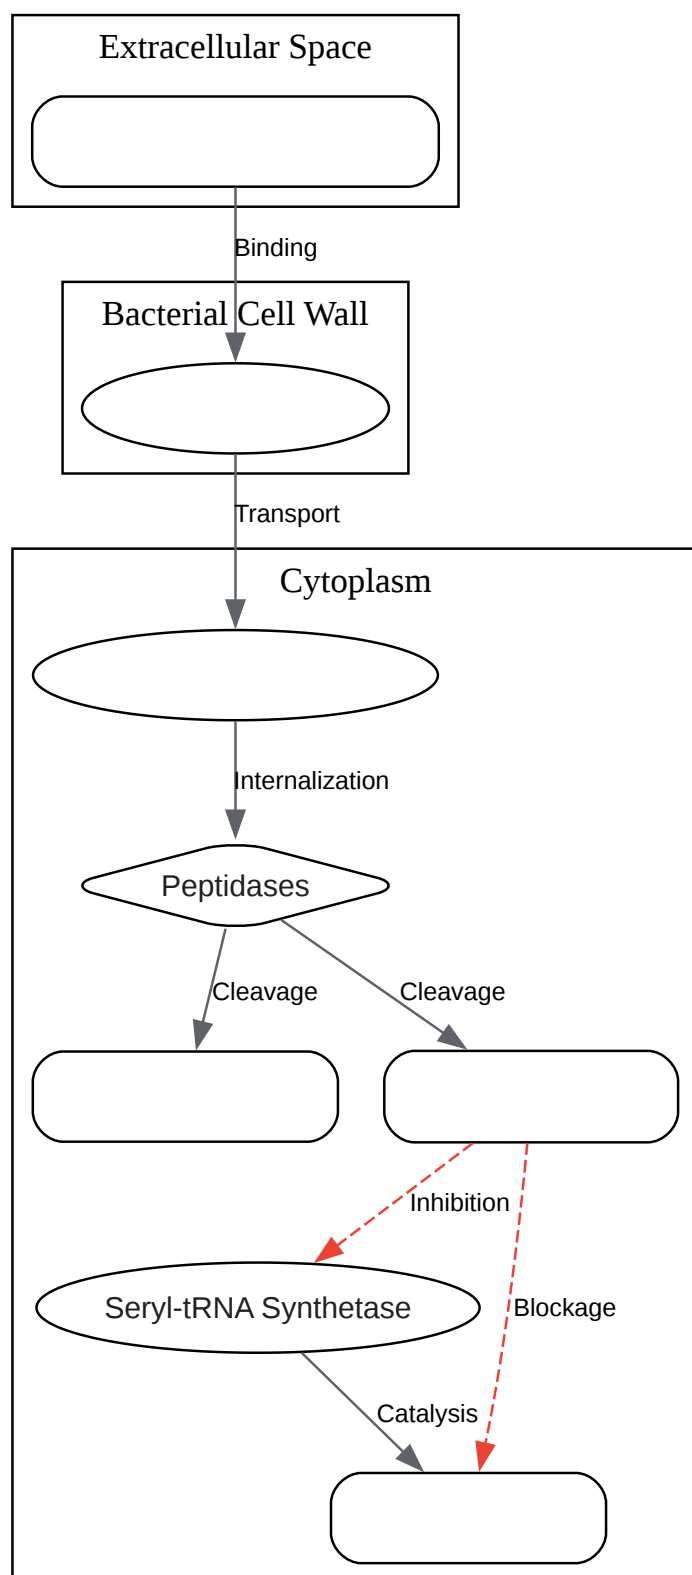 Extracellular Space
Binding
Bacterial Cell Wall
Transport
Cytoplasm
Internalization
Peptidases
Cleavage
Cleavage
Inhibition
Seryl-tRNA Synthetase
Blockage
Catalysis